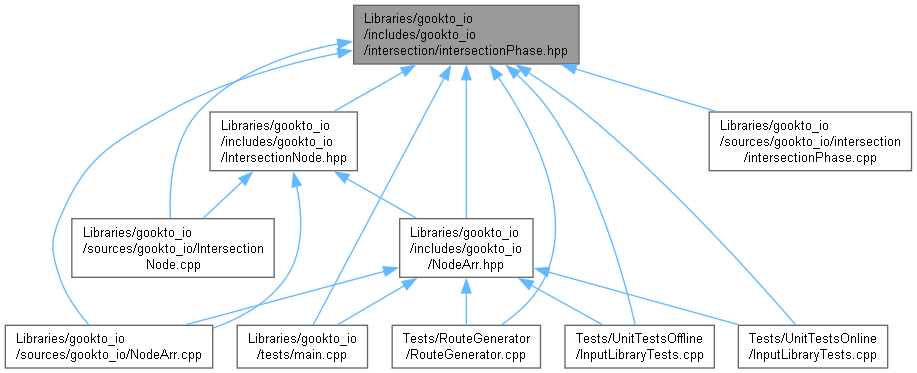 Libraries/gookto_io
/includes/gookto_io
/intersection/intersectionPhase.hpp
Libraries/gookto_io
/includes/gookto_io
/IntersectionNode.hpp
Libraries/gookto_io
/sources/gookto_io/intersection
/intersectionPhase.cpp
Libraries/gookto_io
/sources/gookto_io/Intersection
Node.cpp
Libraries/gookto_io
/includes/gookto_io
/NodeArr.hpp
Libraries/gookto_io
/sources/gookto_io/NodeArr.cpp
Libraries/gookto_io
/tests/main.cpp
Tests/RouteGenerator
/RouteGenerator.cpp
Tests/UnitTestsOffline
/InputLibraryTests.cpp
Tests/UnitTestsOnline
/InputLibraryTests.cpp